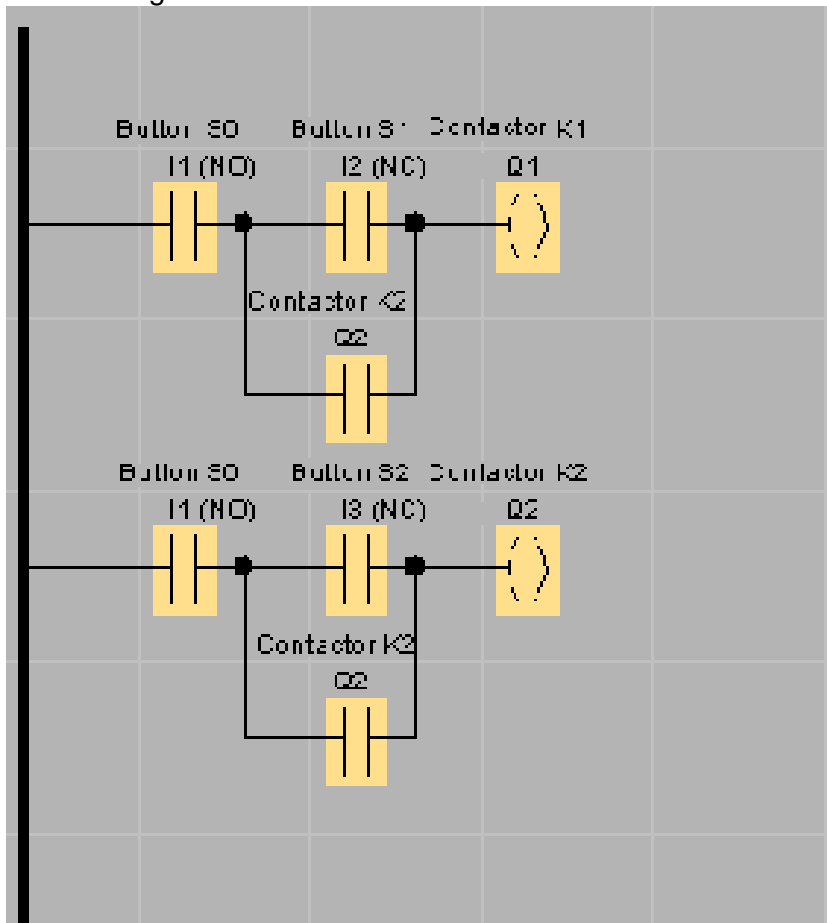 Button S0 Button S1 Contactor K1
I1 (NO) I2 (NC) Q1
Contactor K2
Q2
Button S0 Button S2 Contactor K2
I1 (NO) I3 (NC) Q2
Contactor K2
Q2